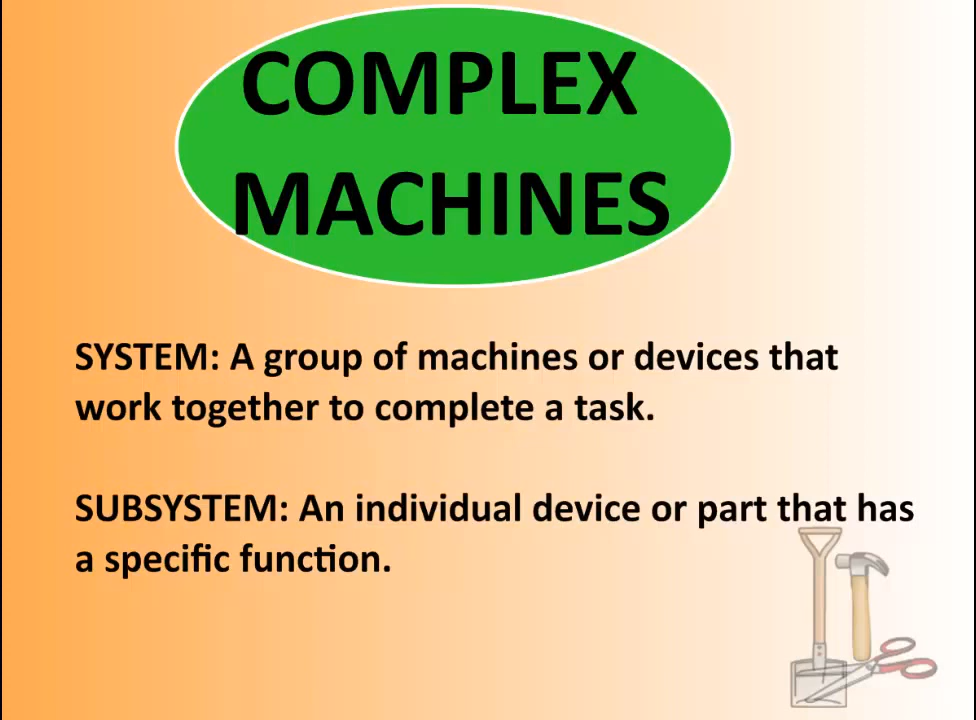 COMPLEX
MACHINES
SYSTEM: A group of machines or devices that
work together to complete a task.
SUBSYSTEM: An individual device or part that has
a specific function.